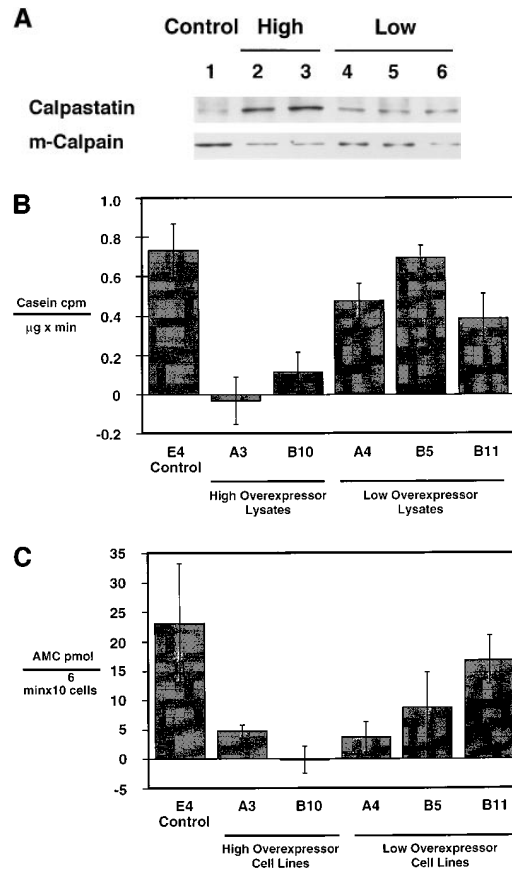 A
Control High Low
1 2 3 4 5 6
Calpastatin
m-Calpain
B
1.0
0.8
0.6
0.4
0.2
0
-0.2
Casein cpm
µg x min
E4 A3 B10 A4 B5 B11
Control
High Overexpressor Low Overexpressor
Lysates Lysates
C
35
30
25
20
15
10
5
0
-5
AMC pmol
6
minx10 cells
E4 A3 B10 A4 B5 B11
Control
High Overexpressor Low Overexpressor
Cell Lines Cell Lines